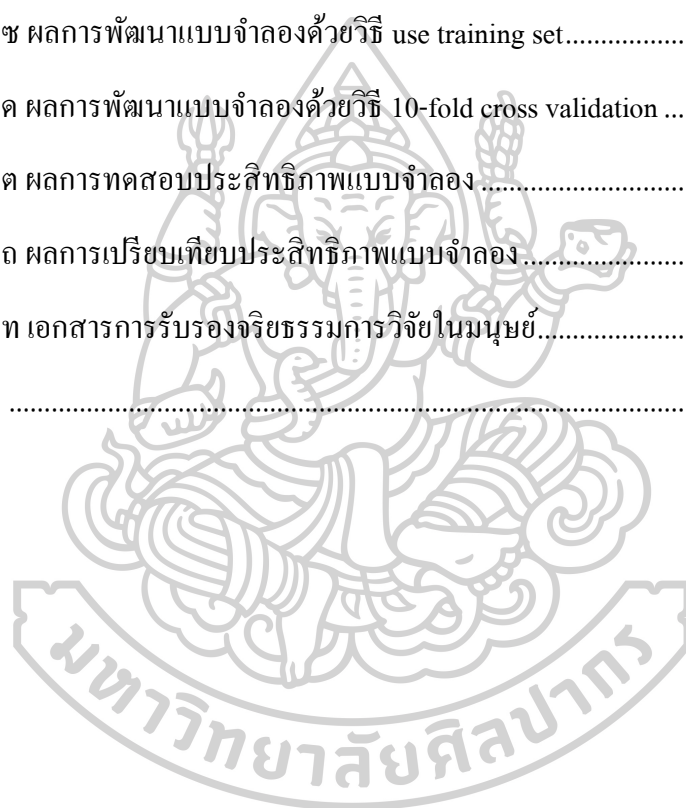 ซ ผลการพัฒนาแบบจำลองด้วยวิธี use training set.................
ด ผลการพัฒนาแบบจำลองด้วยวิธี 10-fold cross validation ...
ต ผลการทดสอบประสิทธิภาพแบบจำลอง .............................
ถ ผลการเปรียบเทียบประสิทธิภาพแบบจำลอง .......................
ท เอกสารการรับรองจริยธรรมการวิจัยในมนุษย์.....................
.................................................................................................
มหาวิทยาลัยศิลปากร